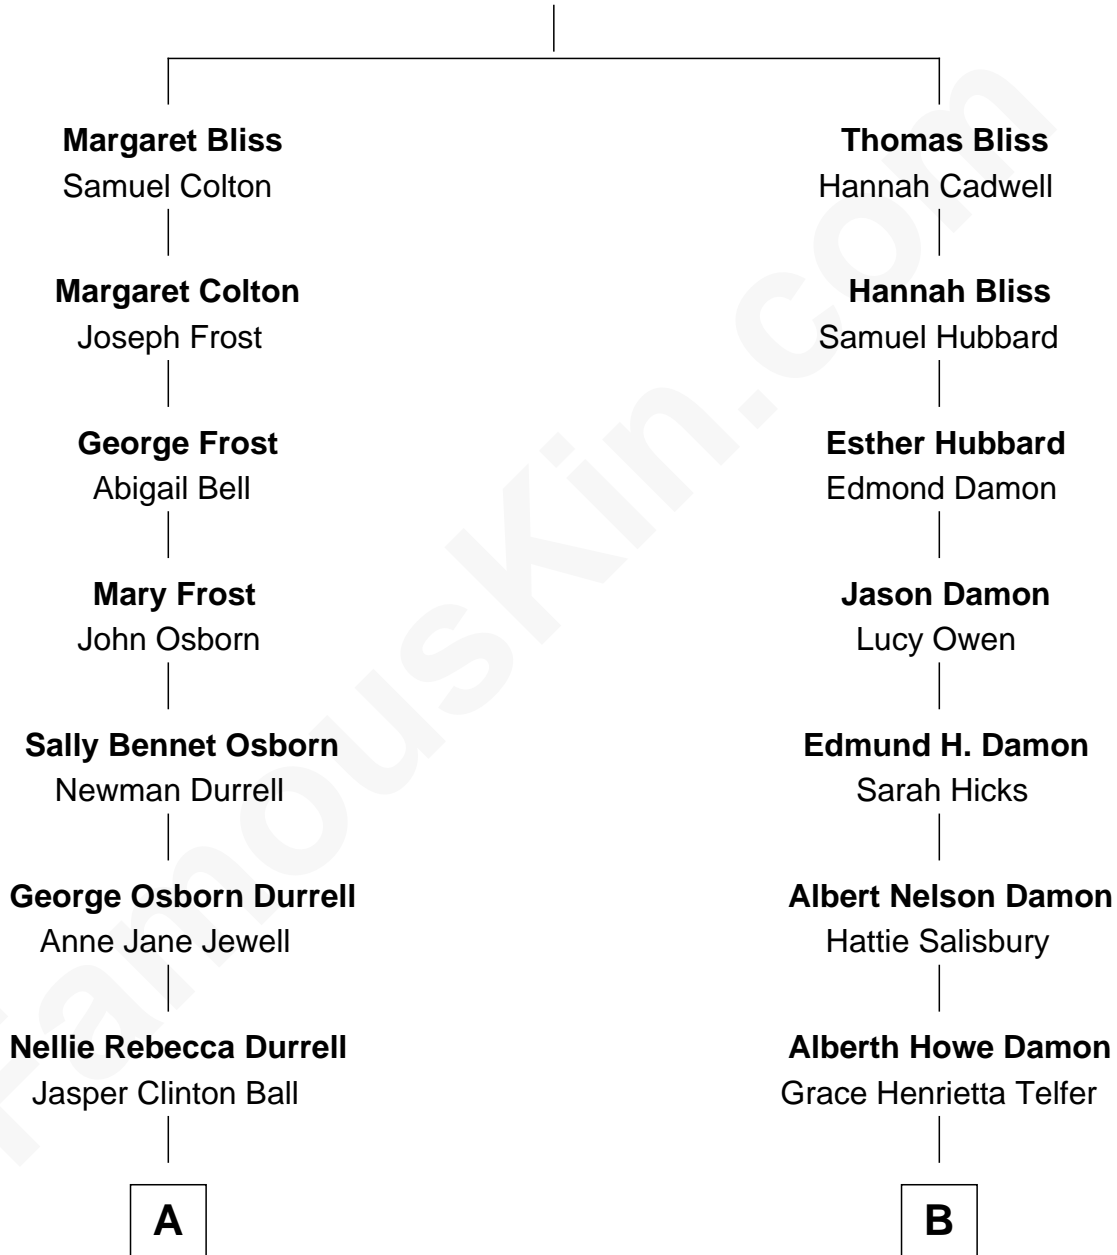 Margaret Bliss
Samuel Colton
Margaret Colton
Joseph Frost
George Frost
Abigail Bell
Mary Frost
John Osborn
Sally Bennet Osborn
Newman Durrell
George Osborn Durrell
Anne Jane Jewell
Nellie Rebecca Durrell
Jasper Clinton Ball
A
Thomas Bliss
Hannah Cadwell
Hannah Bliss
Samuel Hubbard
Esther Hubbard
Edmond Damon
Jason Damon
Lucy Owen
Edmund H. Damon
Sarah Hicks
Albert Nelson Damon
Hattie Salisbury
Alberth Howe Damon
Grace Henrietta Telfer
B
FamousKin.com